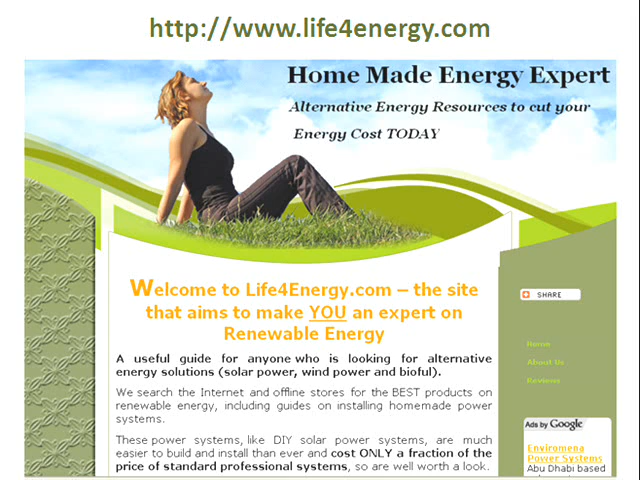 http://www.life4energy.com
Home Made Energy Expert
Alternative Energy Resources to cut your
Energy Cost TODAY
Welcome to Life4Energy.com – the site
that aims to make YOU an expert on
Renewable Energy
A useful guide for anyone who is looking for alternative
energy solutions (solar power, wind power and bioful).
We search the Internet and offline stores for the BEST products on
renewable energy, including guides on installing homemade power
systems.
These power systems, like DIY solar power systems, are much
easier to build and install than ever and cost ONLY a fraction of the
price of standard professional systems, so are well worth a look.
SHARE
Home
About Us
Reviews
Ads by Google
Enviromena
Power Systems
Abu Dhabi based